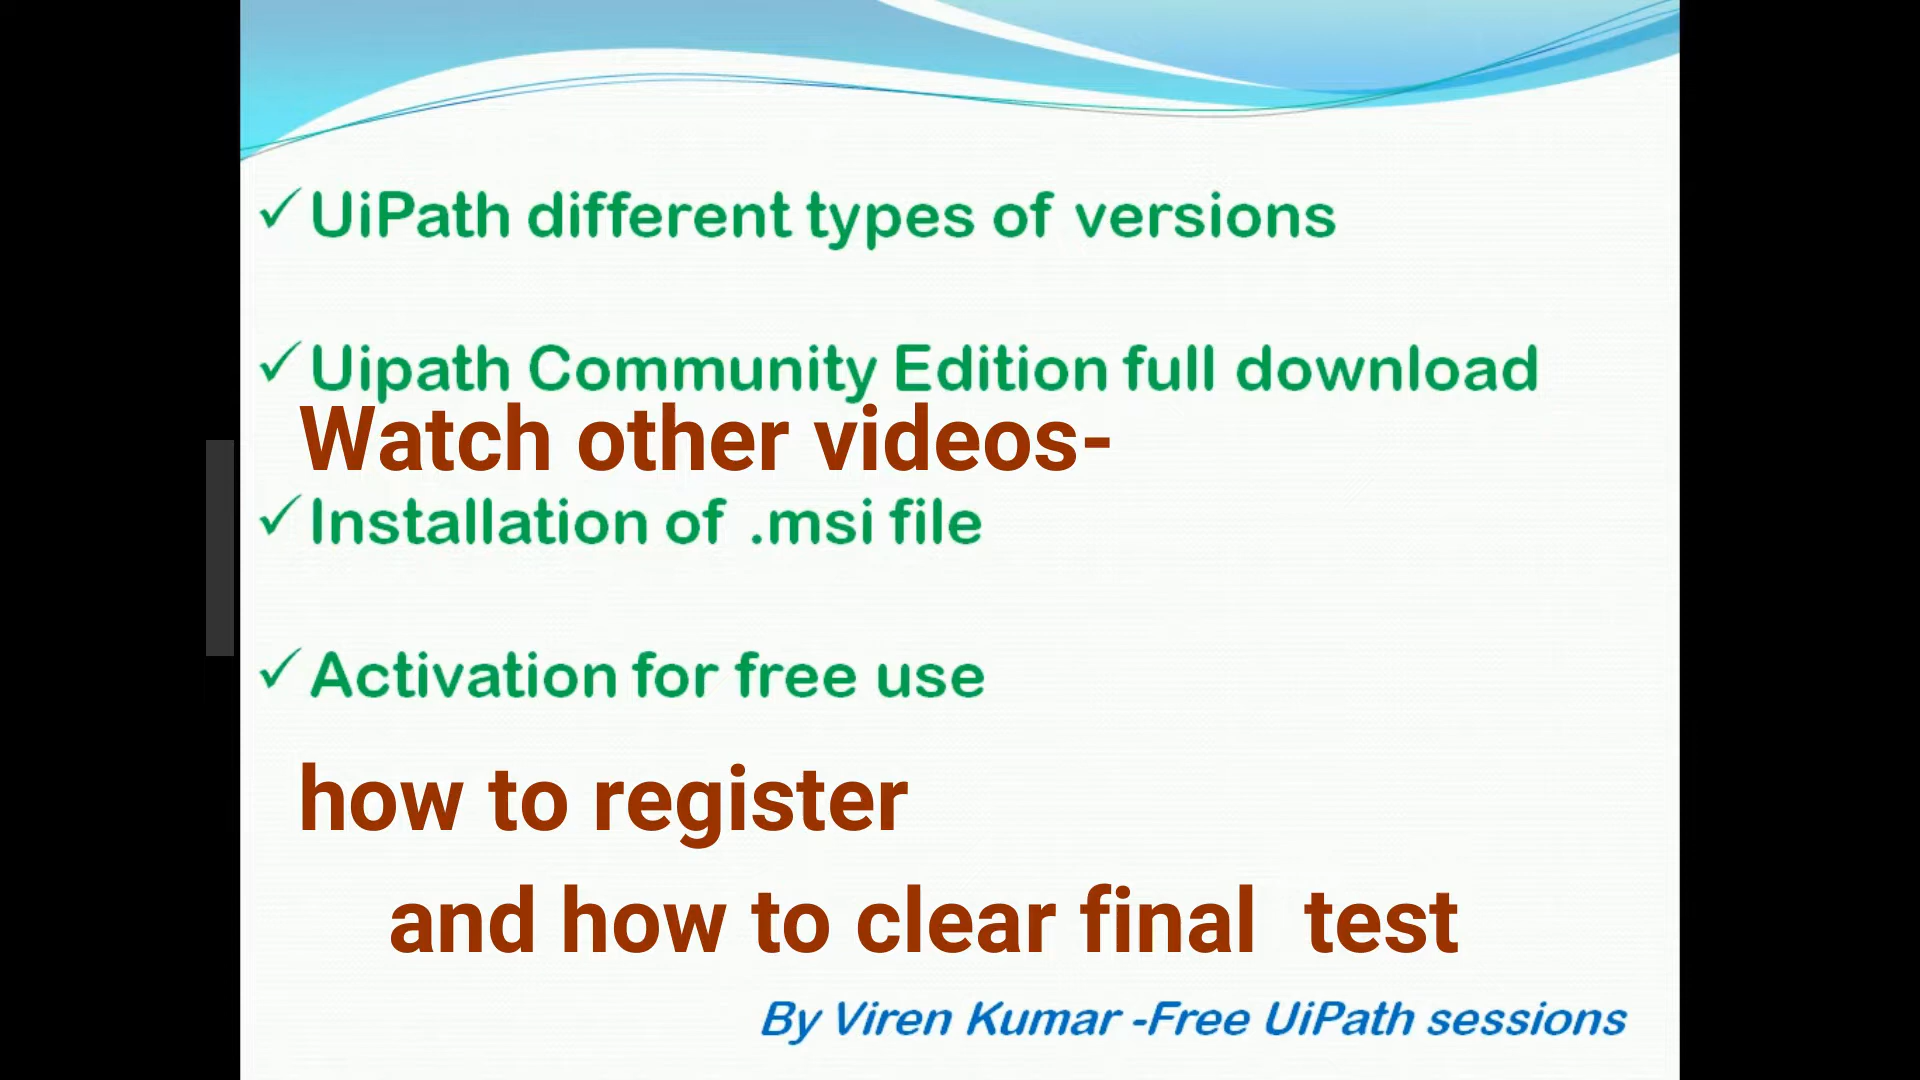 ✓UiPath different types of versions
✓Uipath Community Edition full download
Watch other videos-
✓Installation of .msi file
✓Activation for free use
how to register
and how to clear final test
By Viren Kumar -Free UiPath sessions